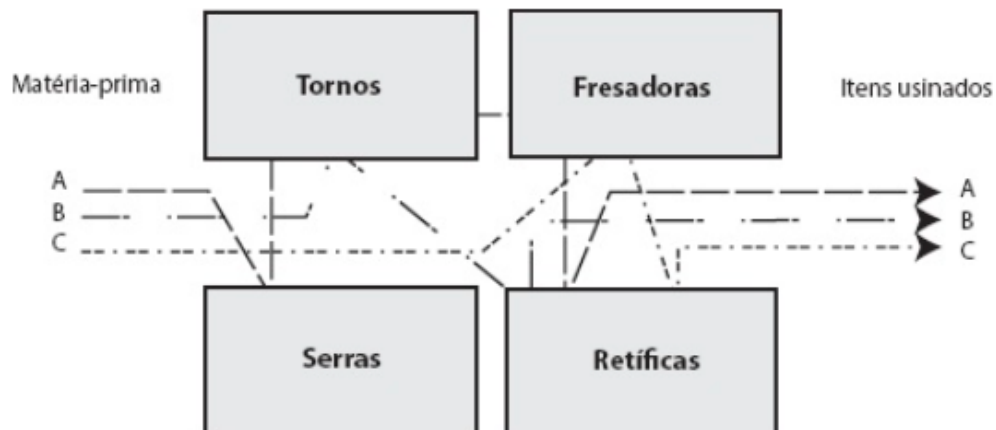 Tornos
Fresadoras
Matéria-prima
Itens usinados
A
B
C
A
B
C
Serras
Retíficas